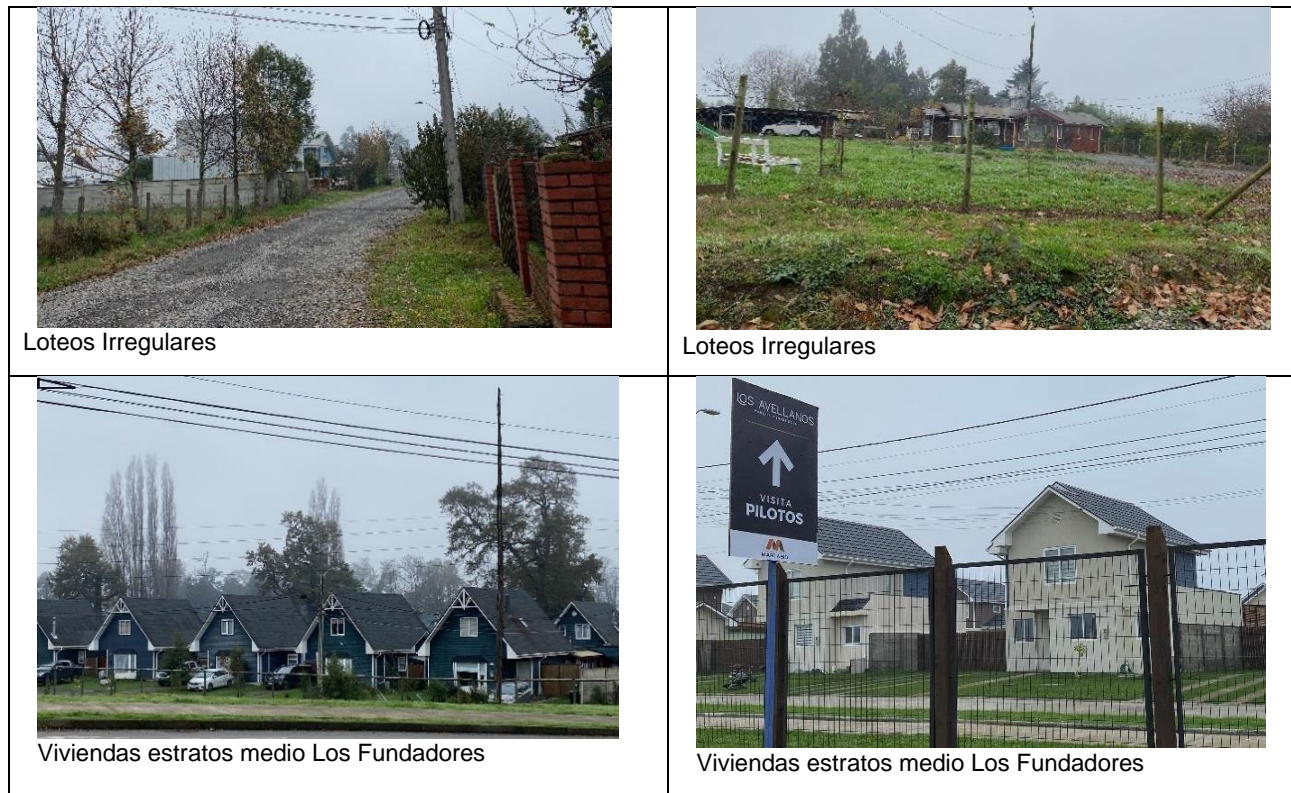 Loteos Irregulares
Loteos Irregulares
LOS AVELLANOS
VISITA
PILOTOS
Viviendas estratos medio Los Fundadores
Viviendas estratos medio Los Fundadores